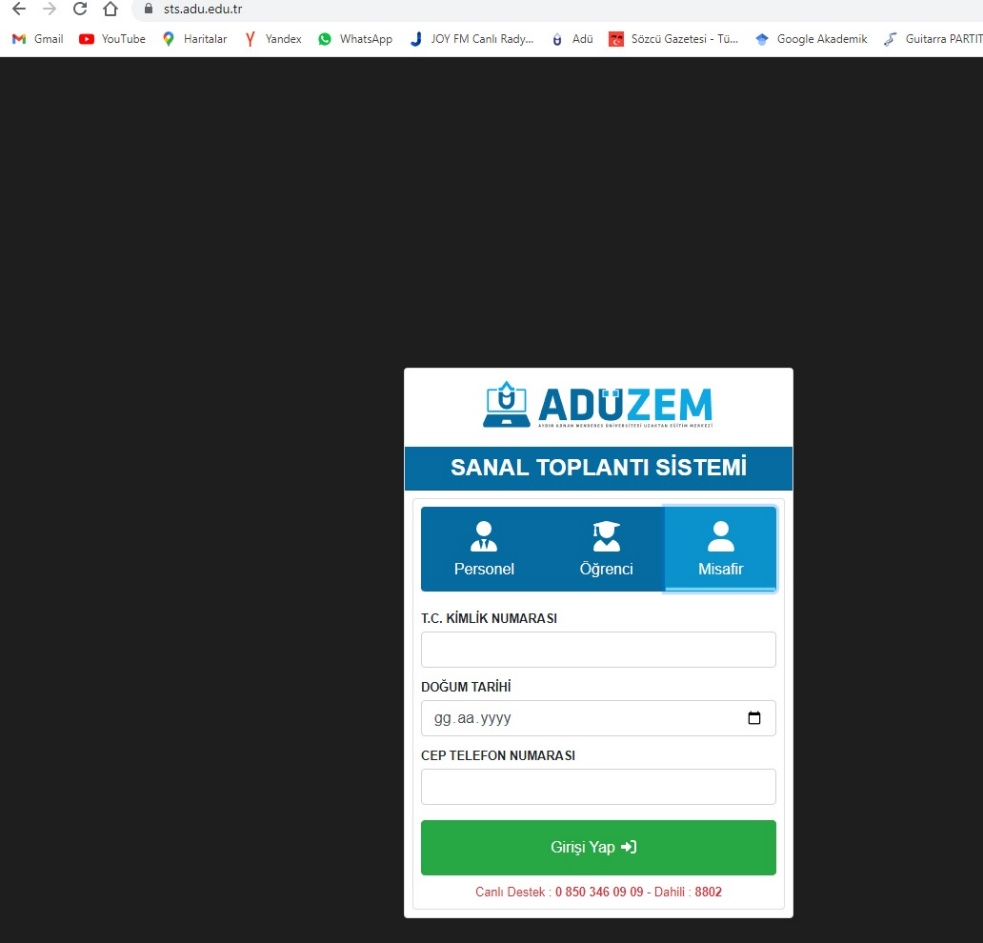 sts.adu.edu.tr
Gmail YouTube Haritalar Yandex WhatsApp JOY FM Canlı Rady... Adü Sözcü Gazetesi - Tü... Google Akademik Guitarra PARTIT
ADÜZEM
AYDIN ADNAN MENDERES ÜNİVERSİTESİ UZAKTAN EĞİTİM MERKEZİ
SANAL TOPLANTI SİSTEMİ
Personel Öğrenci Misafir
T.C. KİMLİK NUMARASI
DOĞUM TARİHİ
gg.aa.yyyy
CEP TELEFON NUMARASI
Girişi Yap
Canlı Destek : 0 850 346 09 09 - Dahili : 8802